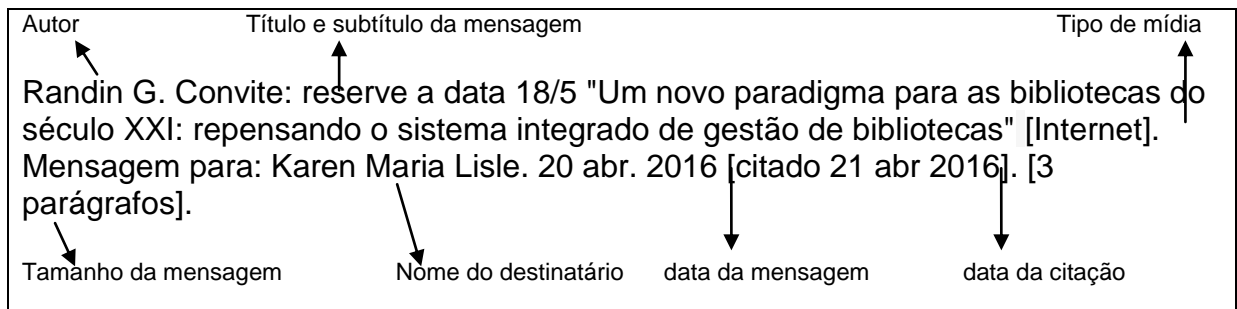 Autor Título e subtítulo da mensagem Tipo de mídia
Randin G. Convite: reserve a data 18/5 "Um novo paradigma para as bibliotecas do
século XXI: repensando o sistema integrado de gestão de bibliotecas" [Internet].
Mensagem para: Karen Maria Lisle. 20 abr. 2016 [citado 21 abr 2016]. [3
parágrafos].
Tamanho da mensagem Nome do destinatário data da mensagem data da citação